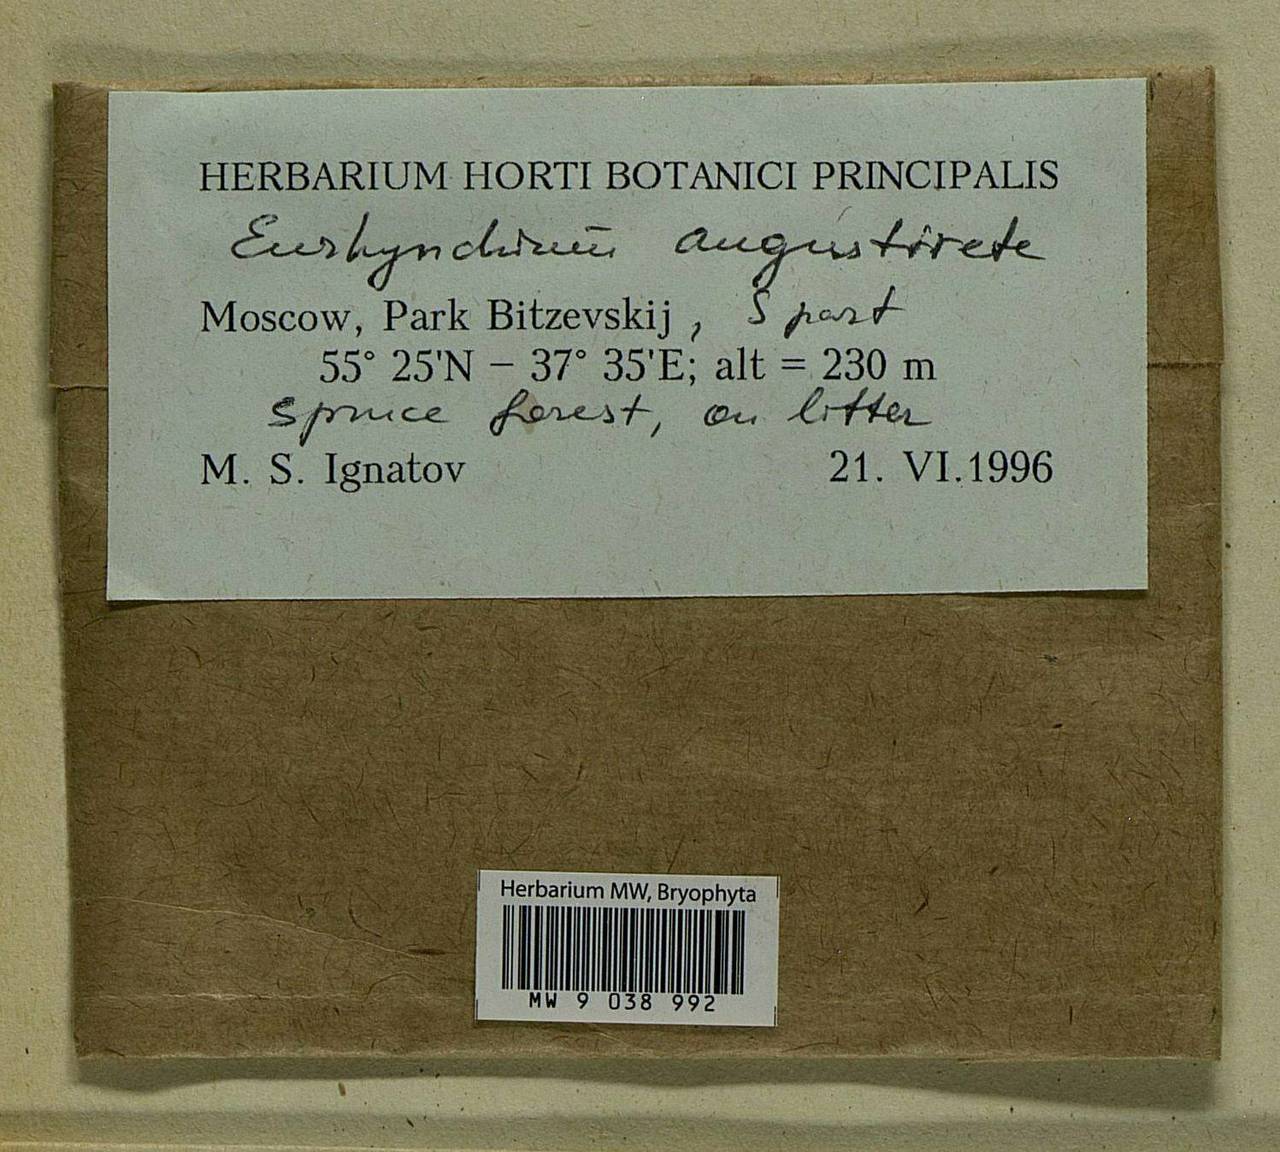 HERBARIUM HORTI BOTANICI PRINCIPALIS
Eurhynchium angustirete
Moscow, Park Bitzevskij, S part
55° 25'N – 37° 35'E; alt = 230 m
spruce forest, on litter
M. S. Ignatov 21. VI.1996
Herbarium MW, Bryophyta
MW 9 038 992